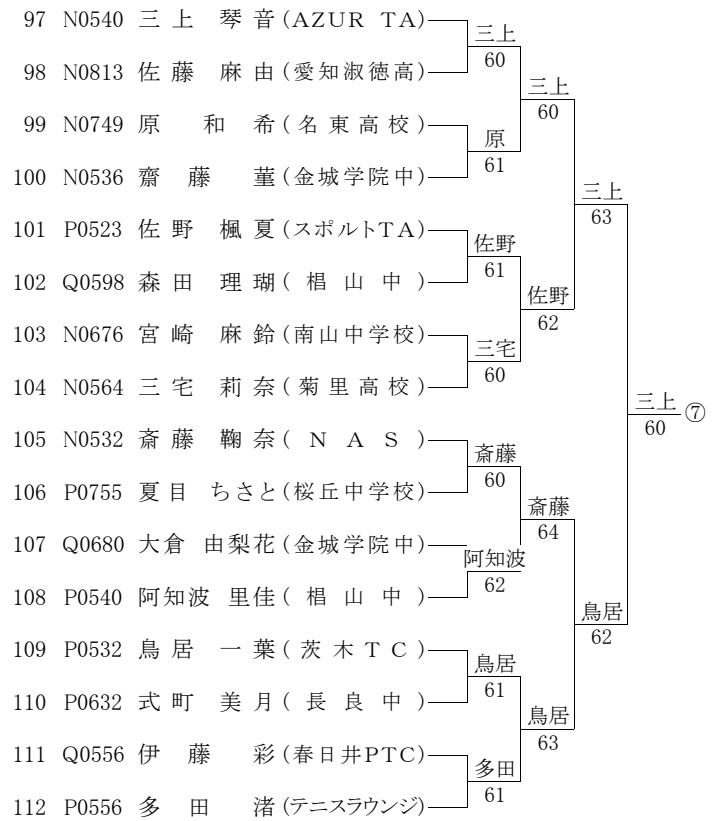 97 N0540 三上 琴音 (AZUR TA)
三上
60
98 N0813 佐藤 麻由 (愛知淑徳高)
三上
60
99 N0749 原 和希 (名東高校)
原
61
100 N0536 齋藤 菫 (金城学院中)
三上
63
101 P0523 佐野 楓夏 (スポルトTA)
佐野
61
102 Q0598 森田 理瑚 (椙山中)
佐野
62
103 N0676 宮崎 麻鈴 (南山中学校)
三宅
60
104 N0564 三宅 莉奈 (菊里高校)
三上
60
⑦
105 N0532 斎藤 鞠奈 (NAS)
斎藤
60
106 P0755 夏目 ちさと (桜丘中学校)
斎藤
64
107 Q0680 大倉 由梨花 (金城学院中)
阿知波
62
108 P0540 阿知波 里佳 (椙山中)
鳥居
62
109 P0532 鳥居 一葉 (茨木TC)
鳥居
61
110 P0632 式町 美月 (長良中)
鳥居
63
111 Q0556 伊藤 彩 (春日井PTC)
多田
61
112 P0556 多田 渚 (テニスラウンジ)